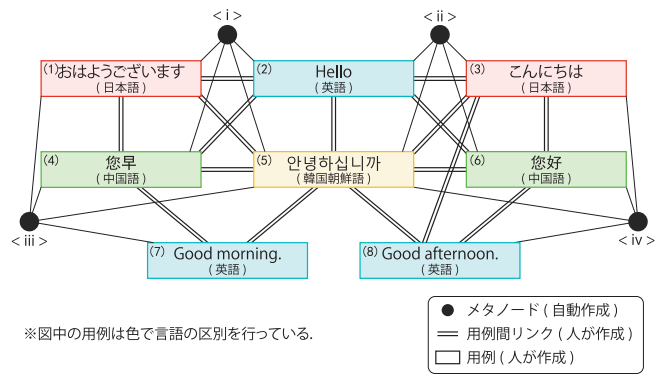 < i >
< ii >
(1)おはようございます
( 日本語 )
(2) Hello
( 英語 )
(3) こんにちは
( 日本語 )
(4) 您早
( 中国語 )
(5) 안녕하십니까
( 韓国朝鮮語 )
(6) 您好
( 中国語 )
< iii >
< iv >
(7) Good morning.
( 英語 )
(8) Good afternoon.
( 英語 )
※図中の用例は色で言語の区別を行っている.
メタノード ( 自動作成 )
用例間リンク ( 人が作成 )
用例 ( 人が作成 )